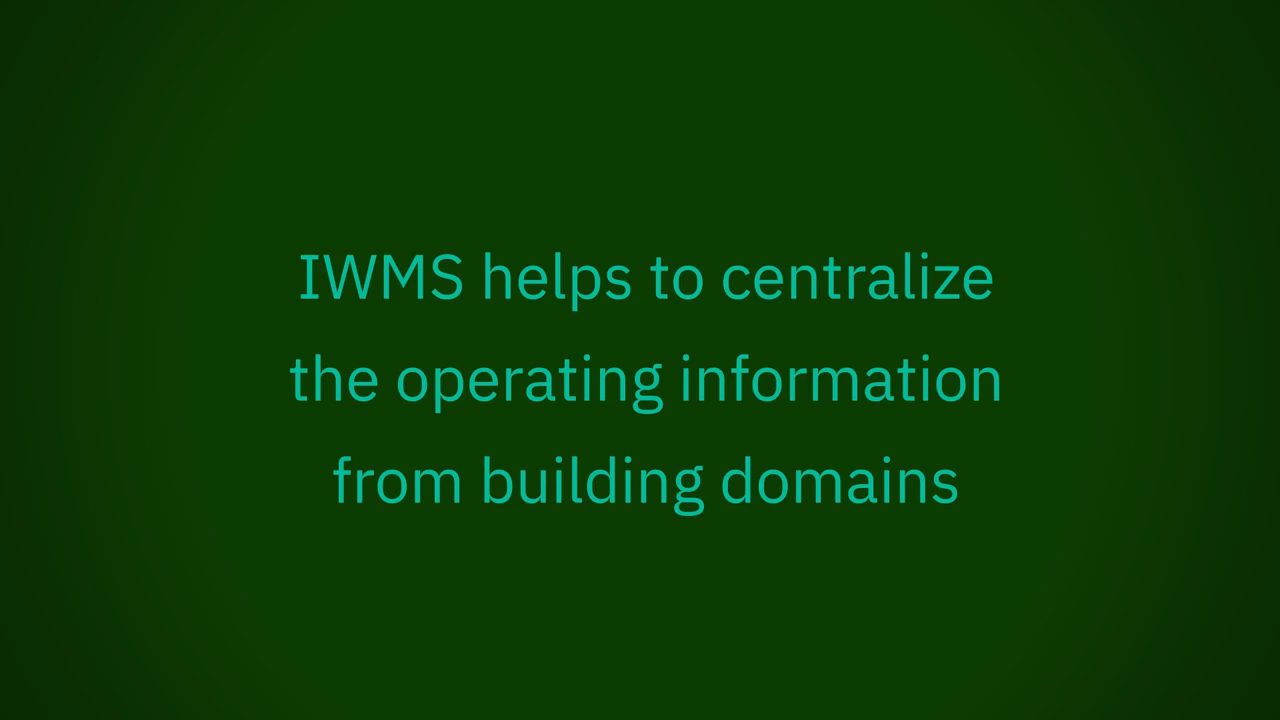 IWMS helps to centralize
the operating information
from building domains